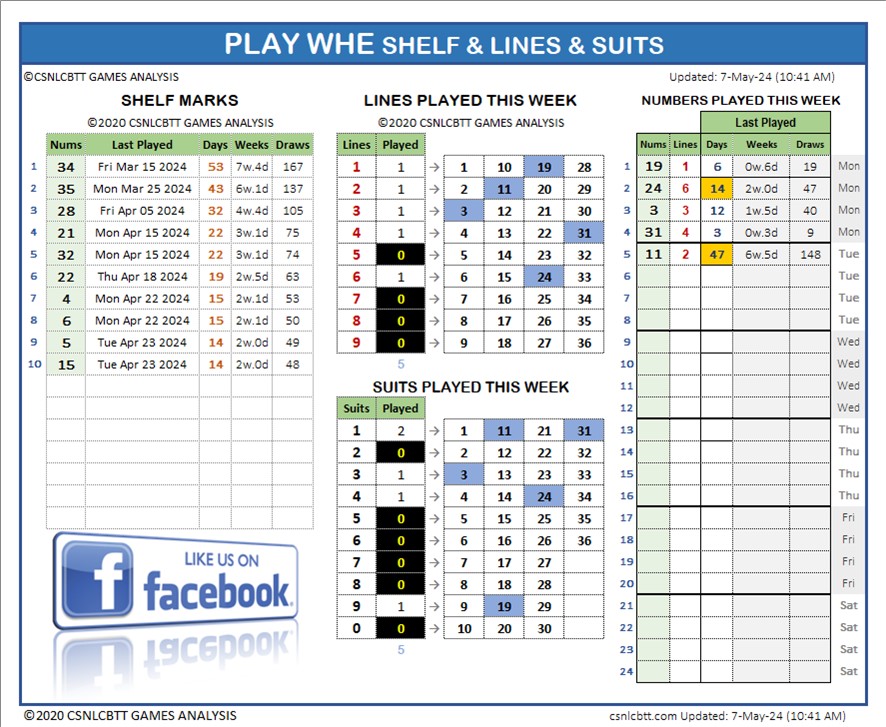 PLAY WHE SHELF & LINES & SUITS
©CSNLCBTT GAMES ANALYSIS
Updated: 7-May-24 (10:41 AM)
SHELF MARKS
©2020 CSNLCBTT GAMES ANALYSIS
Nums Last Played Days Weeks Draws
1 34 Fri Mar 15 2024 53 7w.4d 167
2 35 Mon Mar 25 2024 43 6w.1d 137
3 28 Fri Apr 05 2024 32 4w.4d 105
4 21 Mon Apr 15 2024 22 3w.1d 75
5 32 Mon Apr 15 2024 22 3w.1d 74
6 22 Thu Apr 18 2024 19 2w.5d 63
7 4 Mon Apr 22 2024 15 2w.1d 53
8 6 Mon Apr 22 2024 15 2w.1d 50
9 5 Tue Apr 23 2024 14 2w.0d 49
10 15 Tue Apr 23 2024 14 2w.0d 48
LIKE US ON
facebook.
LINES PLAYED THIS WEEK
©2020 CSNLCBTT GAMES ANALYSIS
Lines Played
1 1 → 1 10 19 28
2 1 → 2 11 20 29
3 1 → 3 12 21 30
4 1 → 4 13 22 31
5 0 → 5 14 23 32
6 1 → 6 15 24 33
7 0 → 7 16 25 34
8 0 → 8 17 26 35
9 0 → 9 18 27 36
5
SUITS PLAYED THIS WEEK
Suits Played
1 2 → 1 11 21 31
2 0 → 2 12 22 32
3 1 → 3 13 23 33
4 1 → 4 14 24 34
5 0 → 5 15 25 35
6 0 → 6 16 26 36
7 0 → 7 17 27
8 0 → 8 18 28
9 1 → 9 19 29
0 0 → 10 20 30
5
NUMBERS PLAYED THIS WEEK
Last Played
Nums Lines Days Weeks Draws
1 19 1 6 0w.6d 19 Mon
2 24 6 14 2w.0d 47 Mon
3 3 3 12 1w.5d 40 Mon
4 31 4 3 0w.3d 9 Mon
5 11 2 47 6w.5d 148 Tue
6 Tue
7 Tue
8 Tue
9 Wed
10 Wed
11 Wed
12 Wed
13 Thu
14 Thu
15 Thu
16 Thu
17 Fri
18 Fri
19 Fri
20 Fri
21 Sat
22 Sat
23 Sat
24 Sat
©2020 CSNLCBTT GAMES ANALYSIS
csnlcbtt.com Updated: 7-May-24 (10:41 AM)